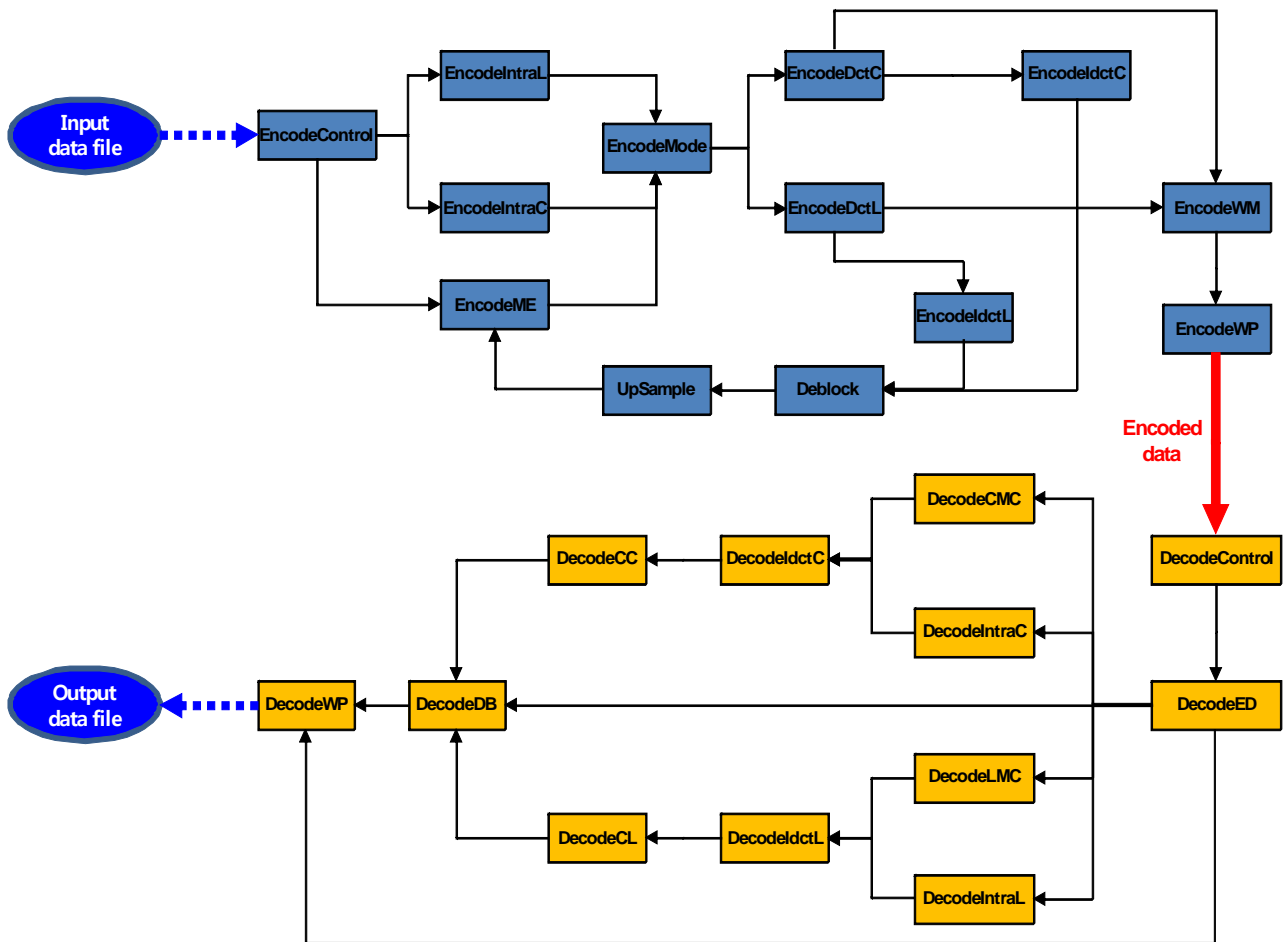 Input
data file
EncodeControl
EncodeIntraL
EncodeIntraC
EncodeME
EncodeMode
EncodeDctC
EncodeDctL
EncodeIdctC
EncodeIdctL
EncodeWM
EncodeWP
UpSample
Deblock
Encoded
data
DecodeControl
DecodeED
DecodeCMC
DecodeIntraC
DecodeIdctC
DecodeCC
DecodeLMC
DecodeIntraL
DecodeIdctL
DecodeCL
DecodeDB
DecodeWP
Output
data file